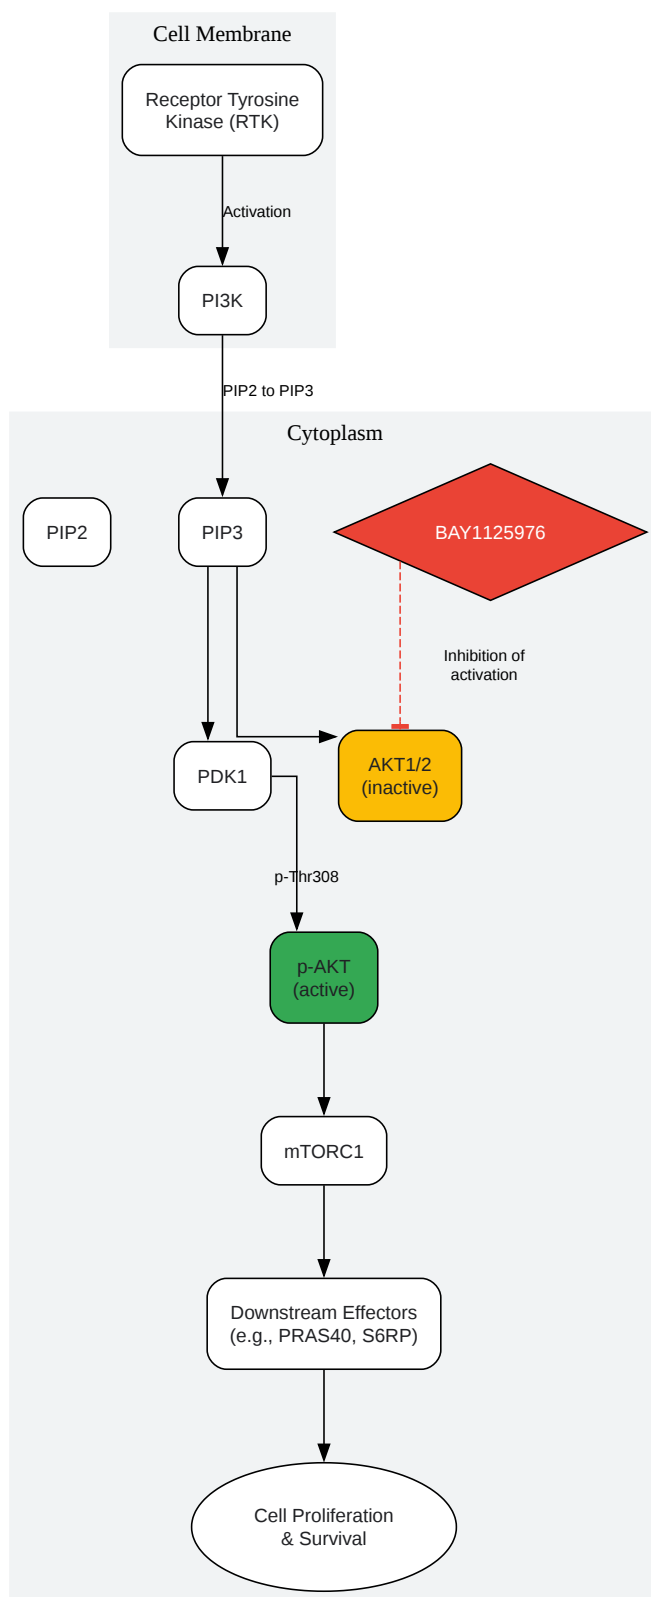 Cell Membrane
Receptor Tyrosine
Kinase (RTK)
Activation
PI3K
PIP2 to PIP3
Cytoplasm
PIP2
PIP3
BAY1125976
Inhibition of
activation
AKT1/2
(inactive)
PDK1
p-Thr308
p-AKT
(active)
mTORC1
Downstream Effectors
(e.g., PRAS40, S6RP)
Cell Proliferation
& Survival